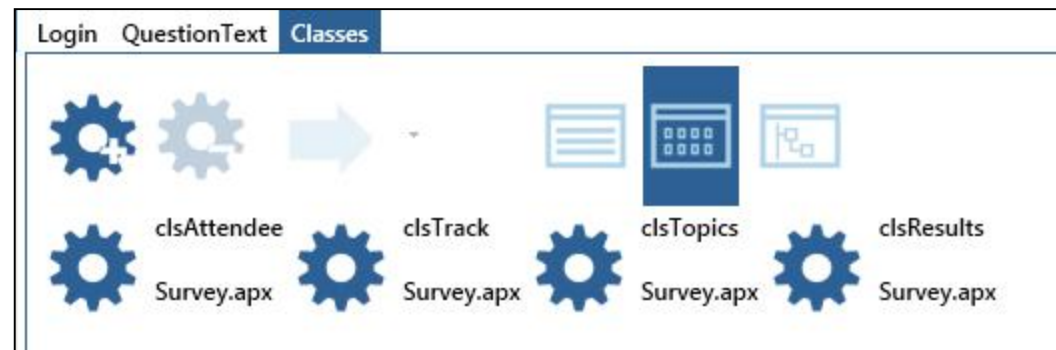 Login QuestionText Classes
clsAttendee clsTrack clsTopics clsResults
Survey.apx Survey.apx Survey.apx Survey.apx